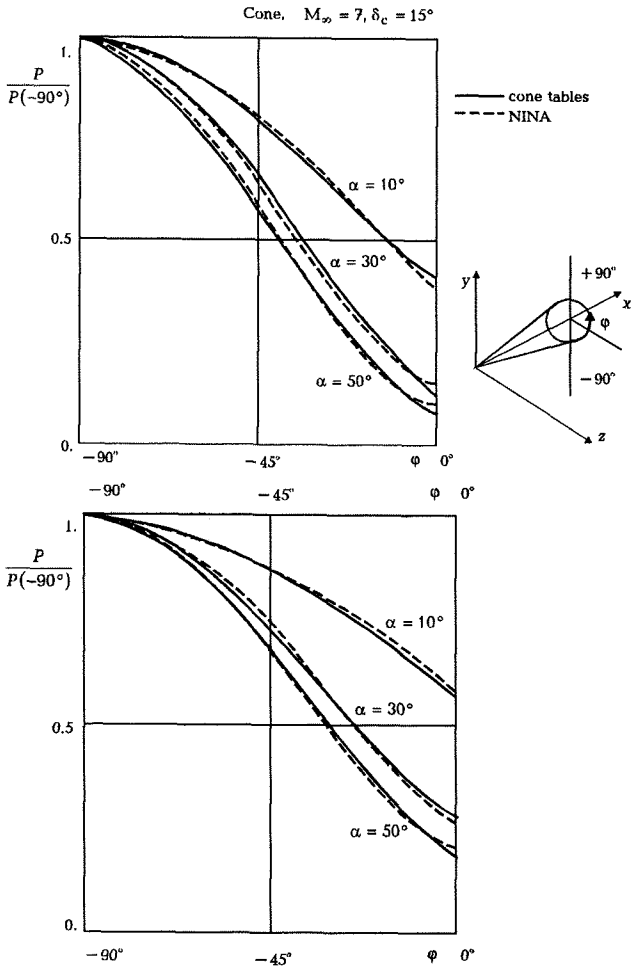 Cone, M∞ = 7, δc = 15°
1.
P
P(−90°)
cone tables
NINA
α = 10°
0.5
α = 30°
α = 50°
0.
−90°
−45°
φ
0°
y
+90°
x
φ
−90°
z
−90°
−45°
φ
0°
1.
P
P(−90°)
α = 10°
0.5
α = 30°
α = 50°
0.
−90°
−45°
φ
0°